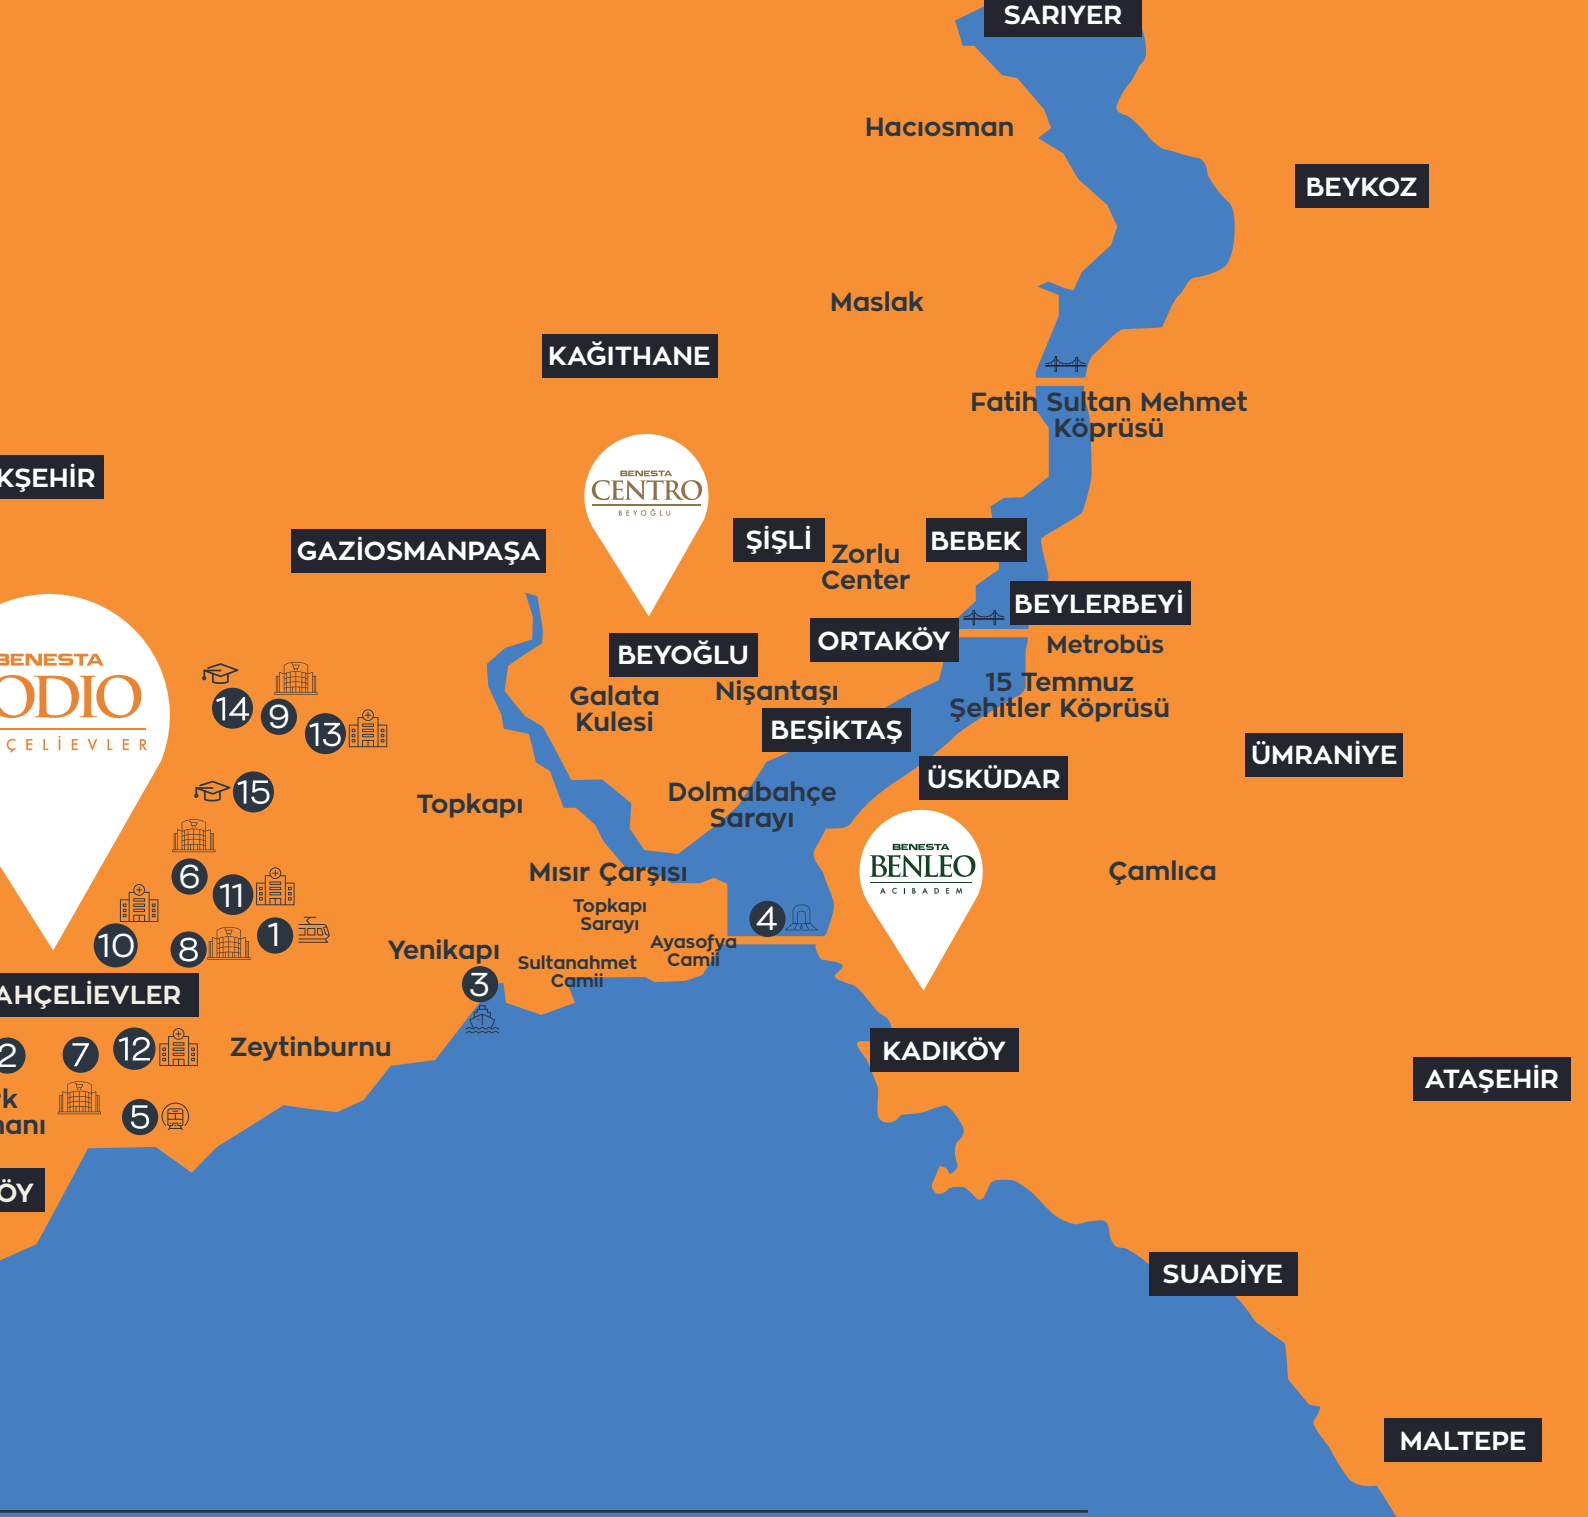 SARIYER
Hacıosman
BEYKOZ
Maslak
KAĞITHANE
Fatih Sultan Mehmet
Köprüsü
KŞEHİR
BENESTA
CENTRO
BEYOĞLU
GAZİOSMANPAŞA
ŞİŞLİ
Zorlu
Center
BEBEK
BEYLERBEYİ
ORTAKÖY
Metrobüs
BEYOĞLU
BENESTA
ODIO
ÇELİEVLER
14
9
13
Galata
Kulesi
Nişantaşı
15 Temmuz
Şehitler Köprüsü
BEŞİKTAŞ
ÜMRANİYE
ÜSKÜDAR
15
Topkapı
Dolmabahçe
Sarayı
BENESTA
BENLEO
ACIBADEM
Mısır Çarşısı
Çamlıca
6
11
Topkapı
Sarayı
4
10
8
1
Yenikapı
Ayasofya
Camii
Sultanahmet
Camii
3
AHÇELİEVLER
2
7
12
Zeytinburnu
KADIKÖY
ATAŞEHİR
rk
manı
5
ÖY
SUADİYE
MALTEPE